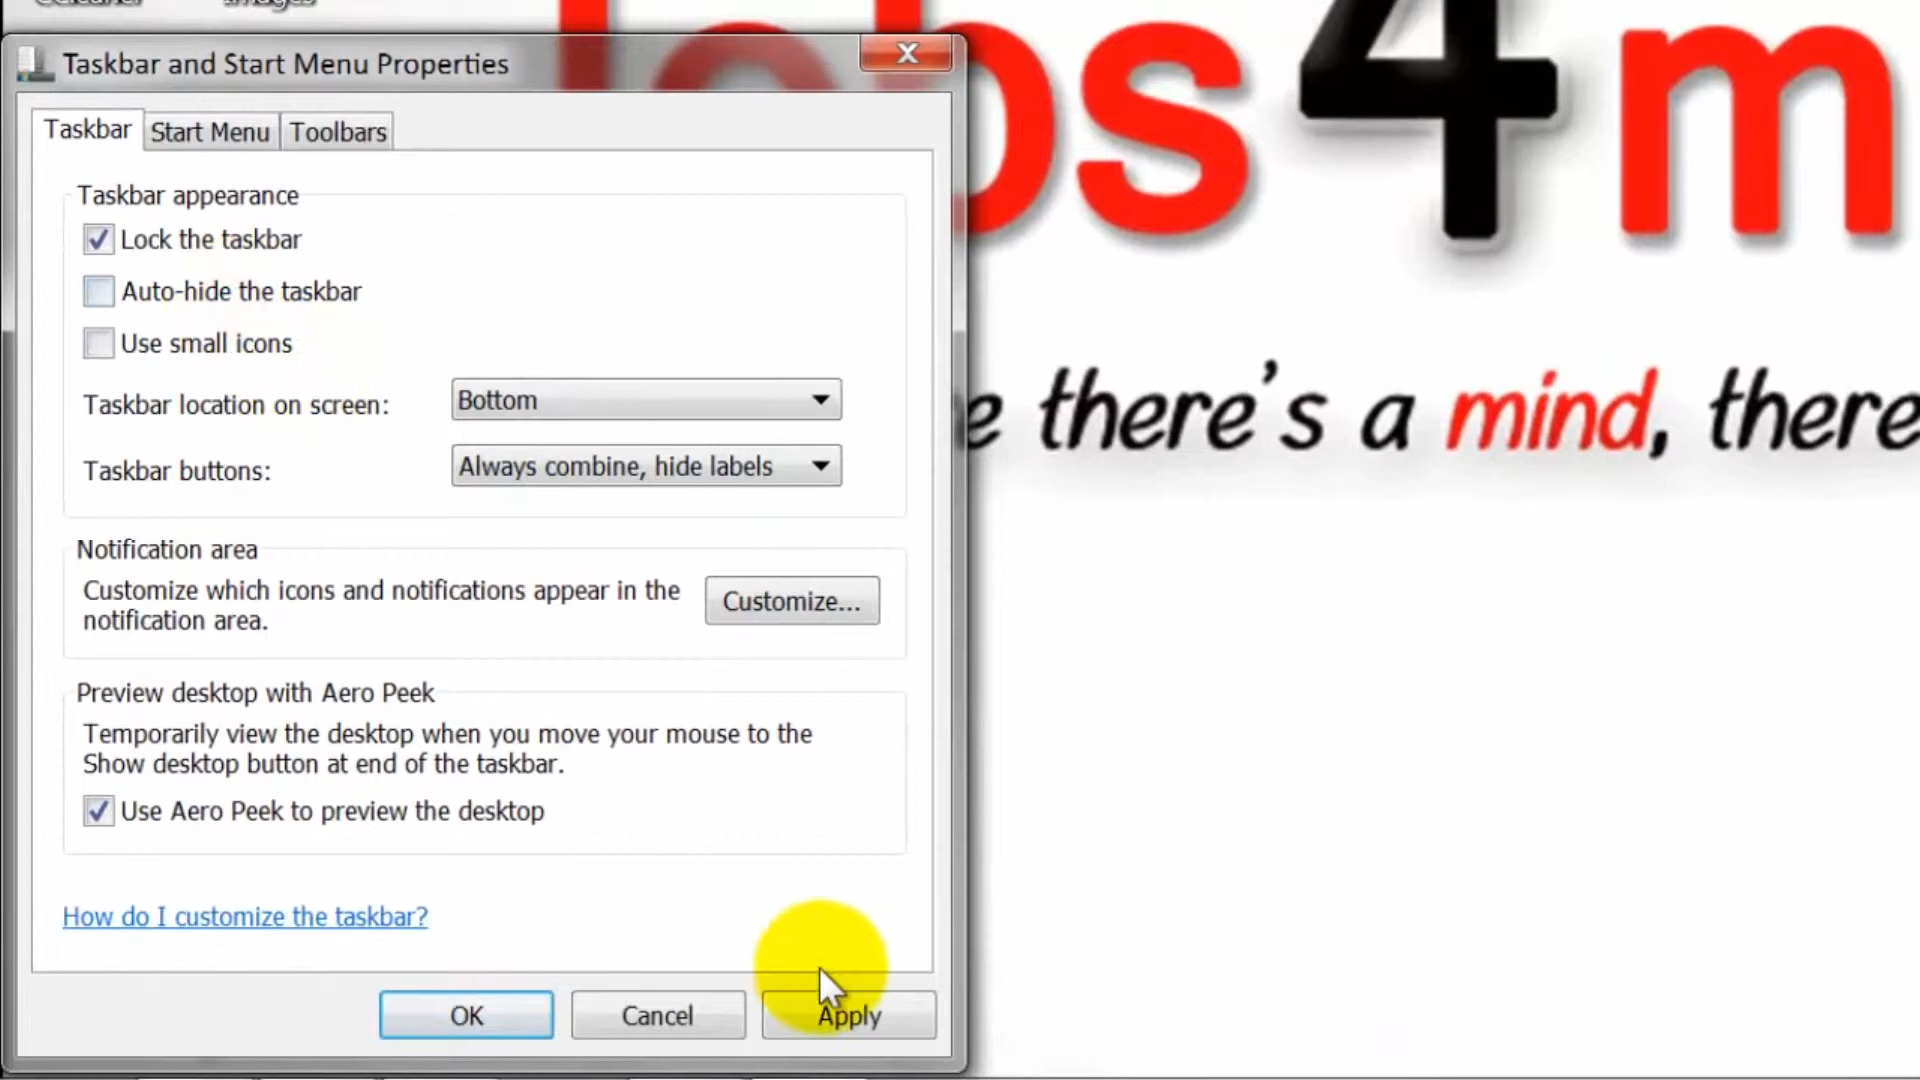 Images
Taskbar and Start Menu Properties
bs4m
Taskbar
Start Menu
Toolbars
Taskbar appearance
Lock the taskbar
Auto-hide the taskbar
Use small icons
Taskbar location on screen: Bottom
e there's a mind, there
Taskbar buttons: Always combine, hide labels
Notification area
Customize which icons and notifications appear in the
notification area.
Customize...
Preview desktop with Aero Peek
Temporarily view the desktop when you move your mouse to the
Show desktop button at end of the taskbar.
Use Aero Peek to preview the desktop
How do I customize the taskbar?
OK
Cancel
Apply